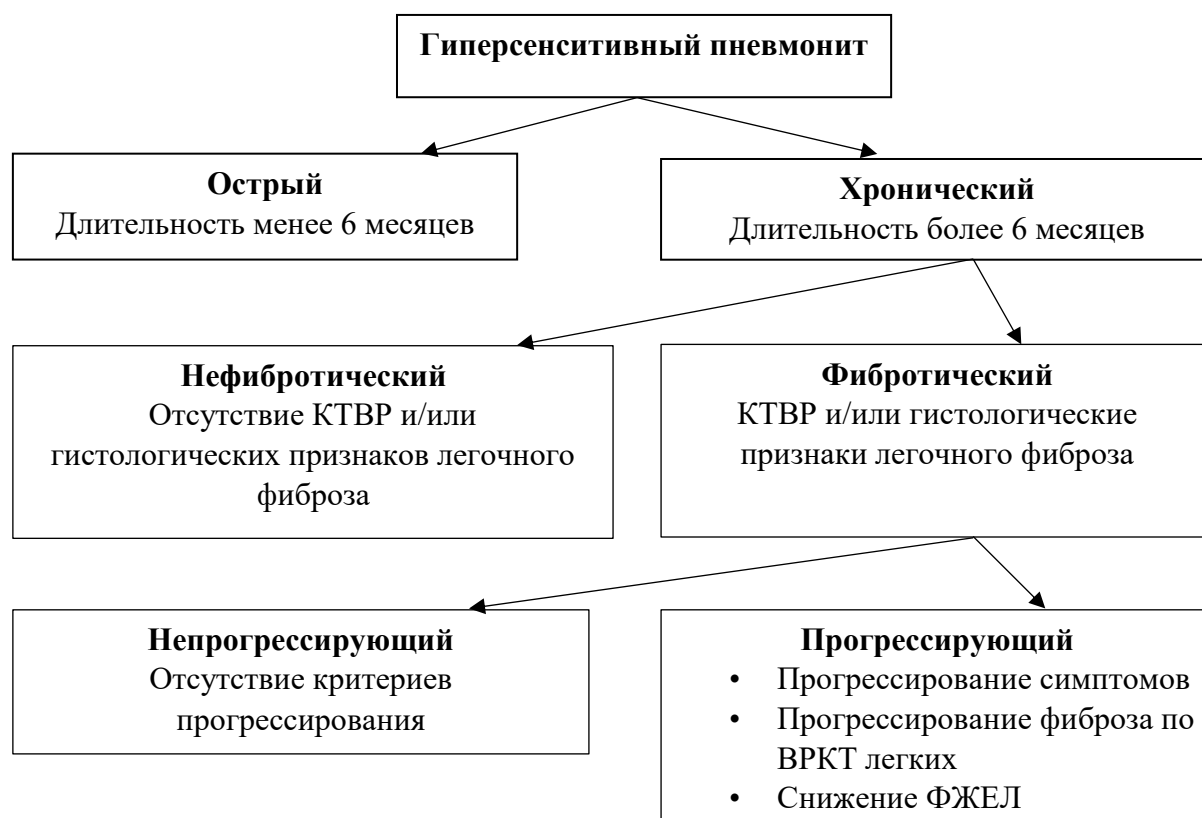 Гиперсенситивный пневмонит
Острый
Длительность менее 6 месяцев
Хронический
Длительность более 6 месяцев
Нефибротический
Отсутствие КТВР и/или
гистологических признаков легочного
фиброза
Фибротический
КТВР и/или гистологические
признаки легочного фиброза
Непрогрессирующий
Отсутствие критериев
прогрессирования
Прогрессирующий
• Прогрессирование симптомов
• Прогрессирование фиброза по
ВРКТ легких
• Снижение ФЖЕЛ